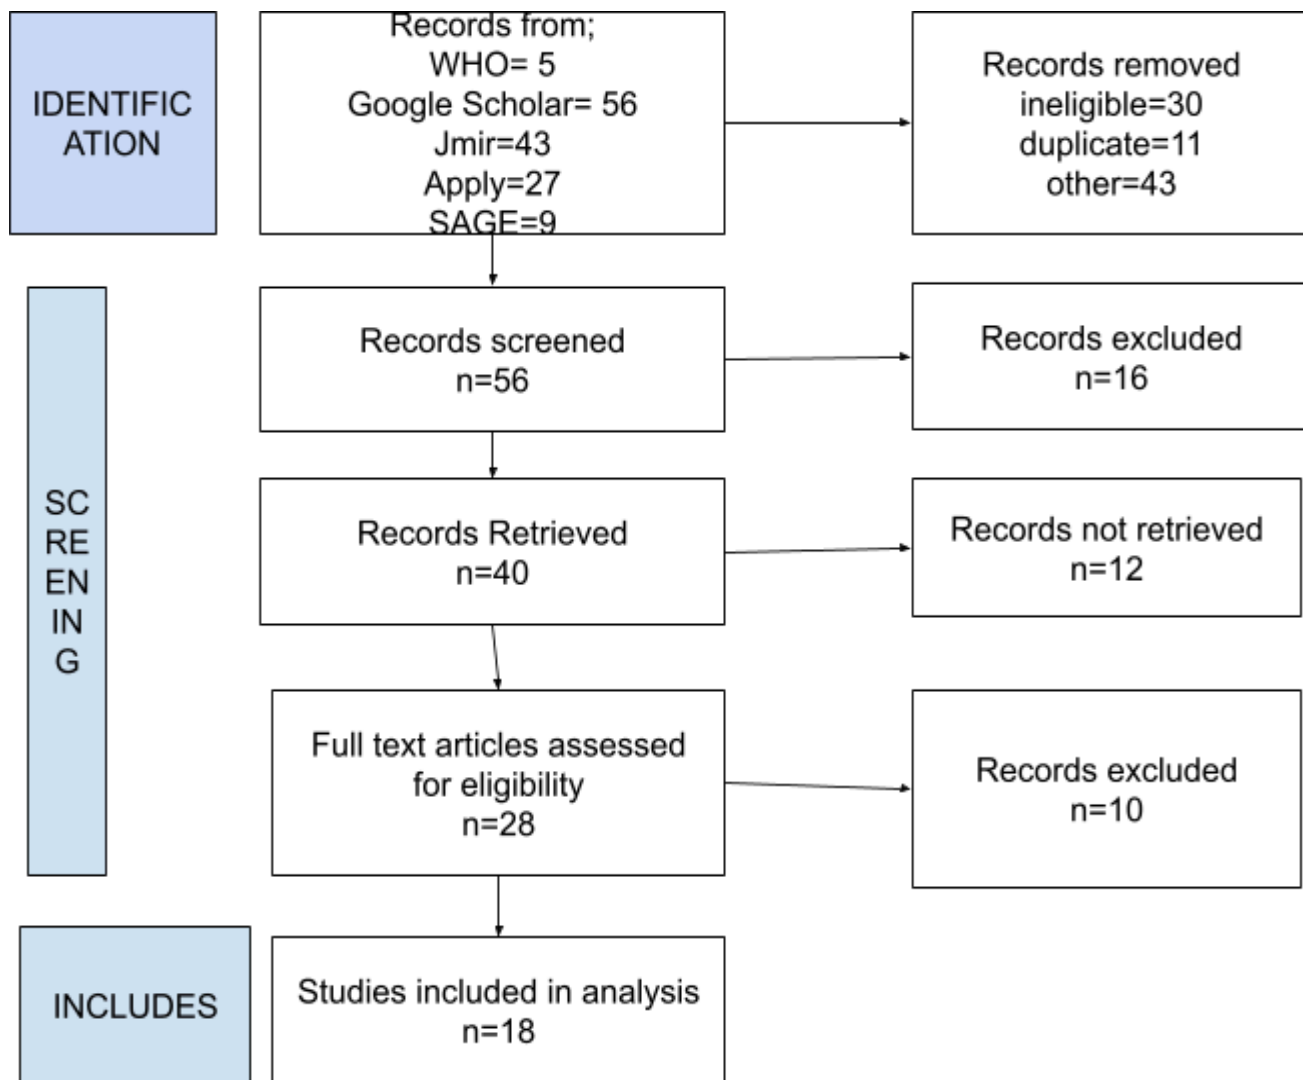 IDENTIFIC
ATION
Records from;
WHO= 5
Google Scholar= 56
Jmir=43
Apply=27
SAGE=9
Records removed
ineligible=30
duplicate=11
other=43
SC
RE
EN
IN
G
Records screened
n=56
Records excluded
n=16
Records Retrieved
n=40
Records not retrieved
n=12
Full text articles assessed
for eligibility
n=28
Records excluded
n=10
INCLUDES
Studies included in analysis
n=18